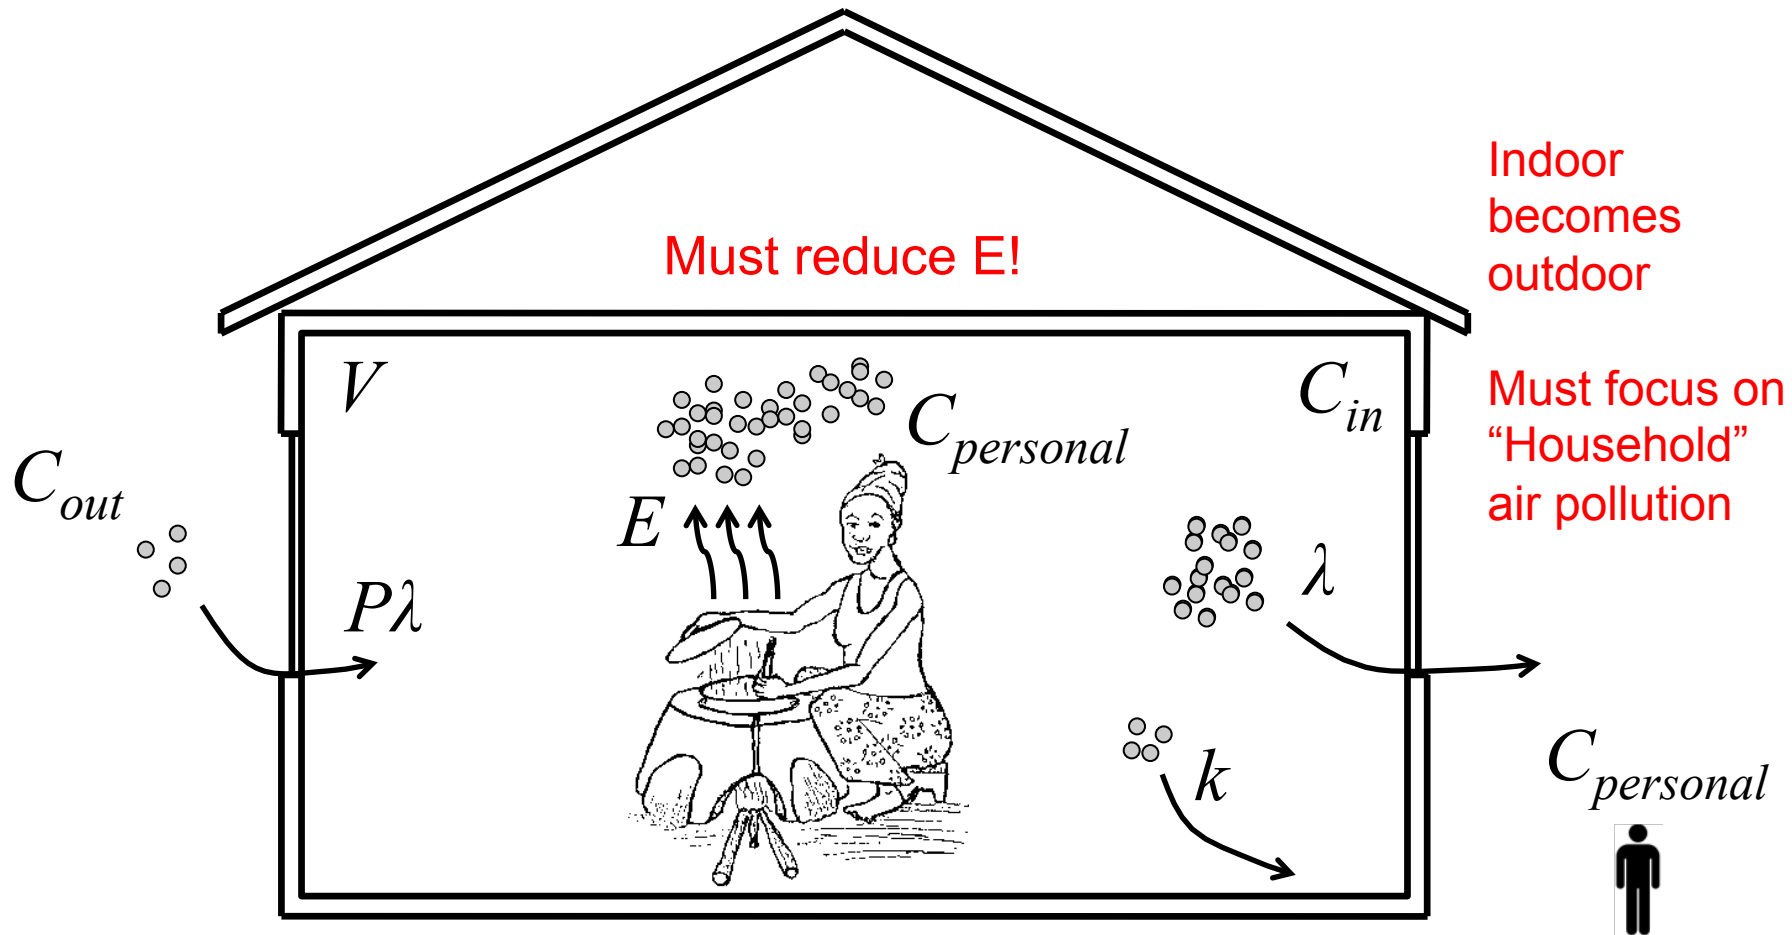 Must reduce E!
Indoor
becomes
outdoor
V
C_in
C_personal
Must focus on
“Household”
air pollution
C_out
E
Pλ
λ
k
C_personal